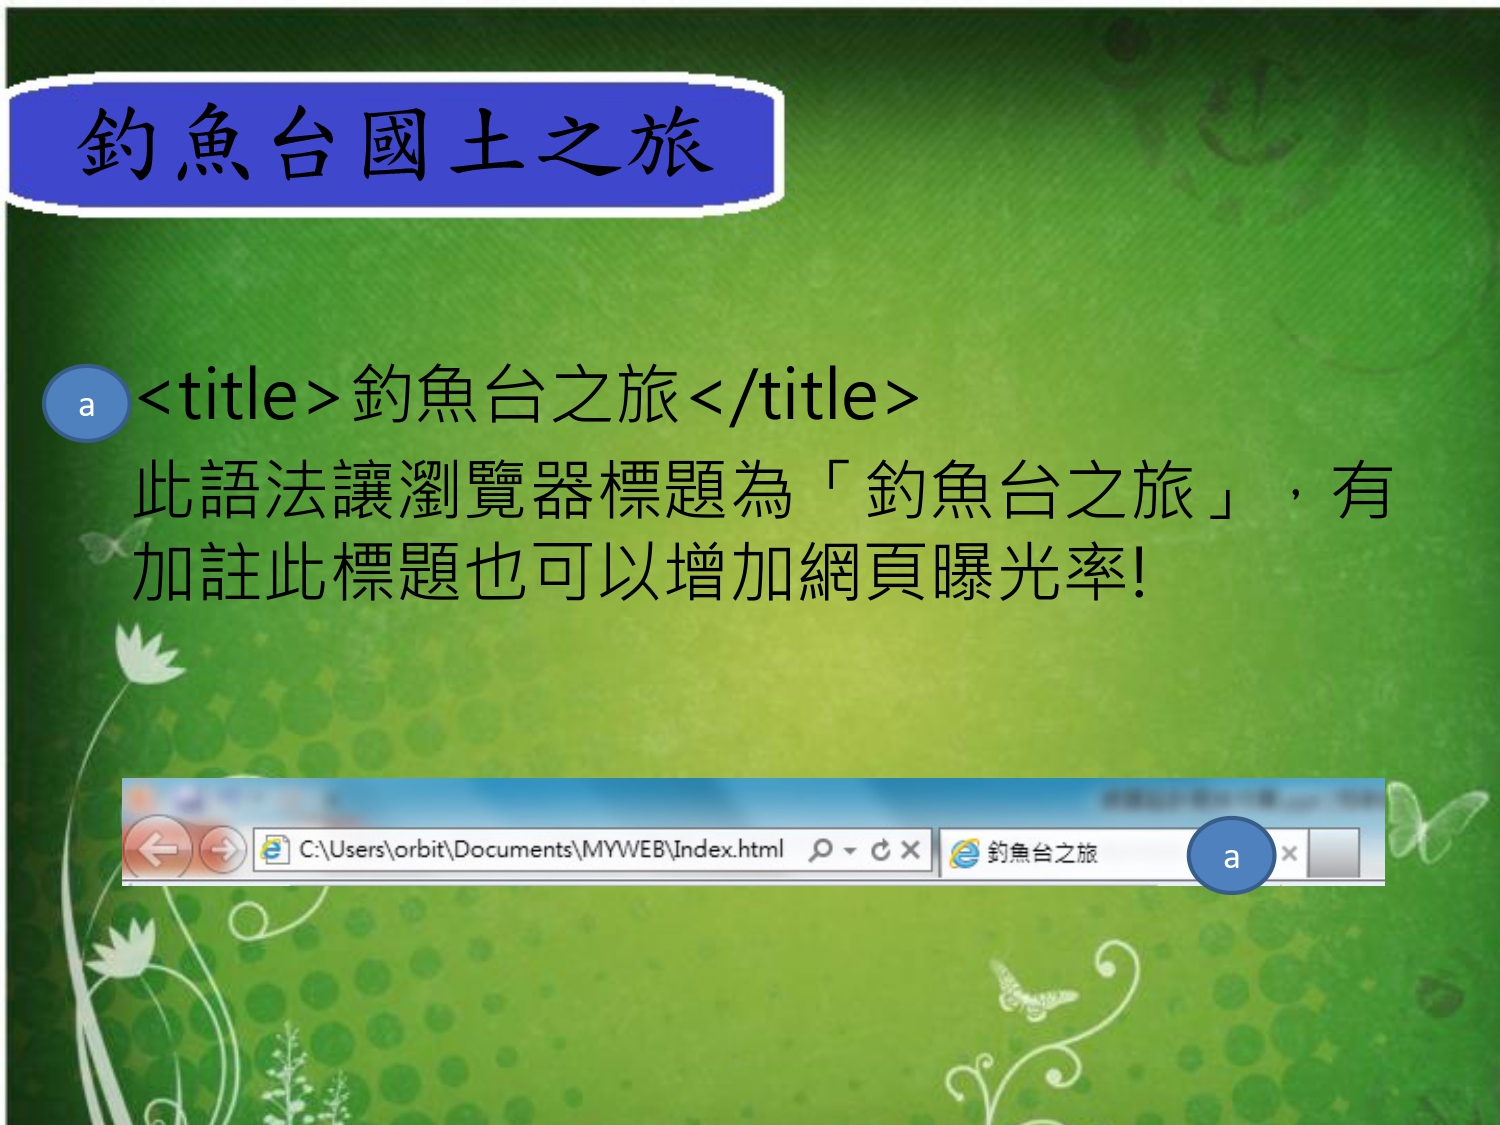 釣魚台國土之旅
a
<title>釣魚台之旅</title>
此語法讓瀏覽器標題為「釣魚台之旅」，有
加註此標題也可以增加網頁曝光率!
C:\Users\orbit\Documents\MYWEB\Index.html
釣魚台之旅
a